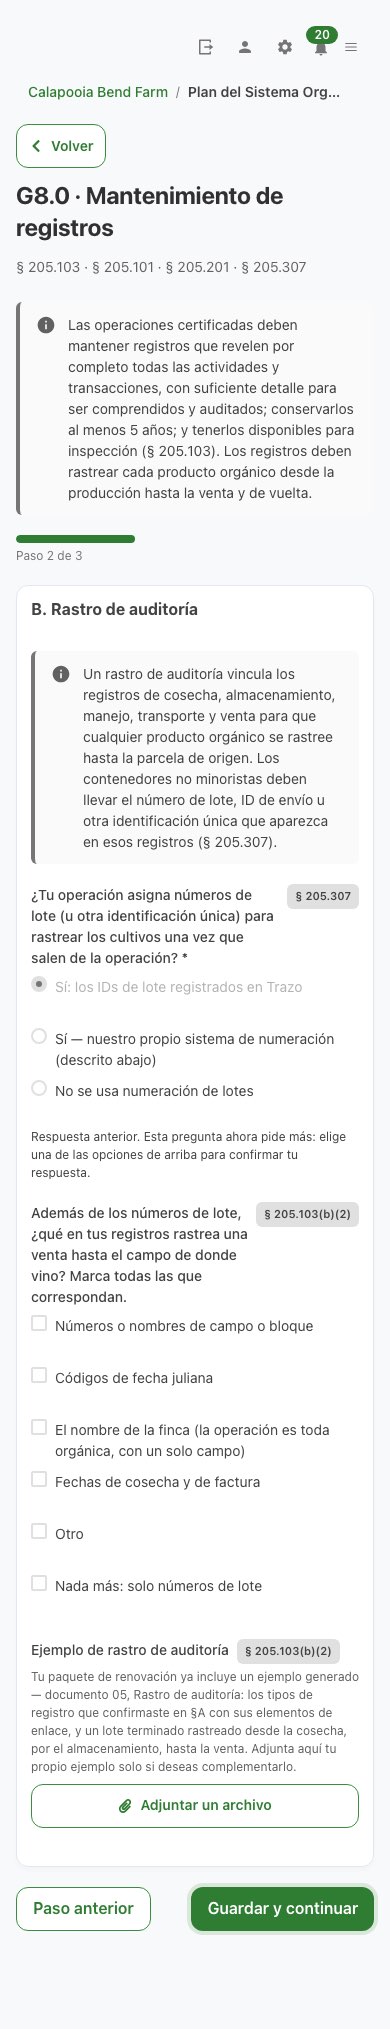 20
Calapooia Bend Farm / Plan del Sistema Org...
Volver
G8.0 · Mantenimiento de
registros
§ 205.103 · § 205.101 · § 205.201 · § 205.307
Las operaciones certificadas deben
mantener registros que revelen por
completo todas las actividades y
transacciones, con suficiente detalle para
ser comprendidos y auditados; conservarlos
al menos 5 años; y tenerlos disponibles para
inspección (§ 205.103). Los registros deben
rastrear cada producto orgánico desde la
producción hasta la venta y de vuelta.
Paso 2 de 3
B. Rastro de auditoría
Un rastro de auditoría vincula los
registros de cosecha, almacenamiento,
manejo, transporte y venta para que
cualquier producto orgánico se rastree
hasta la parcela de origen. Los
contenedores no minoristas deben
llevar el número de lote, ID de envío u
otra identificación única que aparezca
en esos registros (§ 205.307).
¿Tu operación asigna números de
lote (u otra identificación única) para
rastrear los cultivos una vez que
salen de la operación? *
§ 205.307
Sí: los IDs de lote registrados en Trazo
Sí — nuestro propio sistema de numeración
(descrito abajo)
No se usa numeración de lotes
Respuesta anterior. Esta pregunta ahora pide más: elige
una de las opciones de arriba para confirmar tu
respuesta.
Además de los números de lote,
¿qué en tus registros rastrea una
venta hasta el campo de donde
vino? Marca todas las que
correspondan.
§ 205.103(b)(2)
Números o nombres de campo o bloque
Códigos de fecha juliana
El nombre de la finca (la operación es toda
orgánica, con un solo campo)
Fechas de cosecha y de factura
Otro
Nada más: solo números de lote
Ejemplo de rastro de auditoría § 205.103(b)(2)
Tu paquete de renovación ya incluye un ejemplo generado
— documento 05, Rastro de auditoría: los tipos de
registro que confirmaste en §A con sus elementos de
enlace, y un lote terminado rastreado desde la cosecha,
por el almacenamiento, hasta la venta. Adjunta aquí tu
propio ejemplo solo si deseas complementarlo.
Adjuntar un archivo
Paso anterior
Guardar y continuar